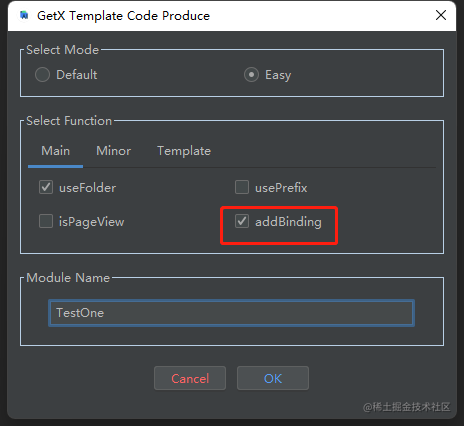 GetX Template Code Produce
Select Mode
Default
Easy
Select Function
Main
Minor
Template
useFolder
usePrefix
isPageView
addBinding
Module Name
TestOne
Cancel
OK
@稀土掘金技术社区